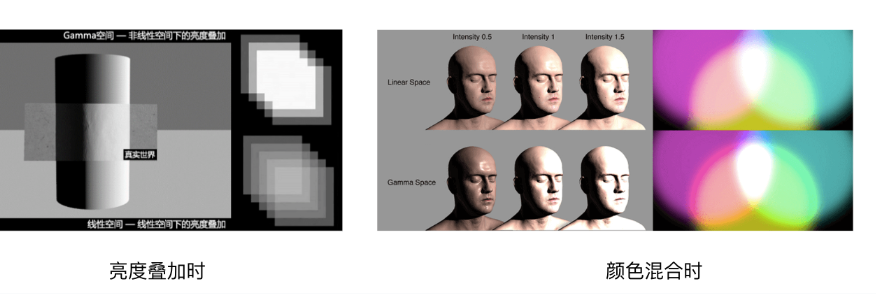 Gamma空间 — 非线性空间下的亮度叠加
真实世界
线性空间 — 线性空间下的亮度叠加
亮度叠加时
Intensity 0.5 Intensity 1 Intensity 1.5
Linear Space
Gamma Space
颜色混合时